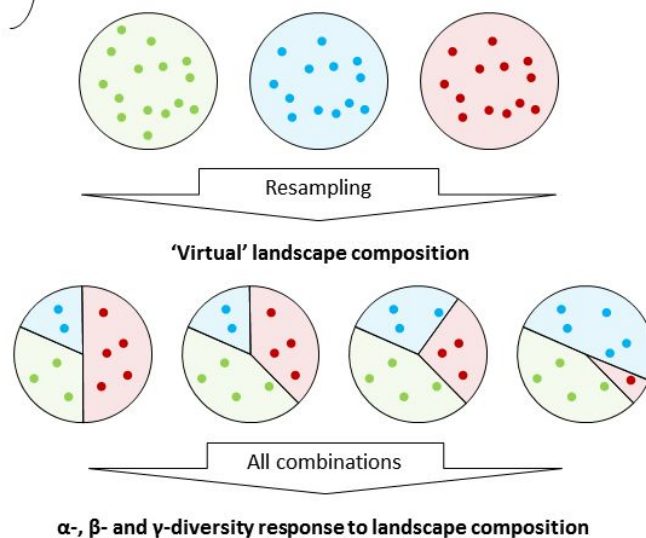 Resampling
‘Virtual’ landscape composition
All combinations
α-, β- and γ-diversity response to landscape composition